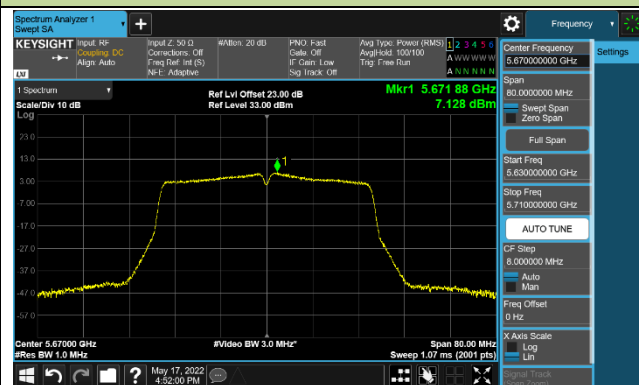 Spectrum Analyzer 1
Swept SA
Frequency
KEYSIGHT
Input: RF
Coupling: DC
Align: Auto
Input Z: 50 Ω
Corrections: Off
Freq Ref: Int (S)
NFE: Adaptive
#Atten: 20 dB
PNO: Fast
Gate: Off
IF Gain: Low
Sig Track: Off
Avg Type: Power (RMS)
Avg|Hold: 100/100
Trig: Free Run
1 2 3 4 5 6
A W W W W W
A N N N N N
LXI
1 Spectrum
Scale/Div 10 dB
Log
Ref Lvl Offset 23.00 dB
Ref Level 33.00 dBm
Mkr1 5.671 88 GHz
7.128 dBm
1
23.0
13.0
3.00
-7.00
-17.0
-27.0
-37.0
-47.0
-57.0
Center 5.67000 GHz
#Res BW 1.0 MHz
#Video BW 3.0 MHz*
Span 80.00 MHz
Sweep 1.07 ms (2001 pts)
May 17, 2022
4:52:00 PM
Center Frequency
5.670000000 GHz
Settings
Span
80.0000000 MHz
Swept Span
Zero Span
Full Span
Start Freq
5.630000000 GHz
Stop Freq
5.710000000 GHz
AUTO TUNE
CF Step
8.000000 MHz
Auto
Man
Freq Offset
0 Hz
X Axis Scale
Log
Lin
Signal Track
(Span Zoom)